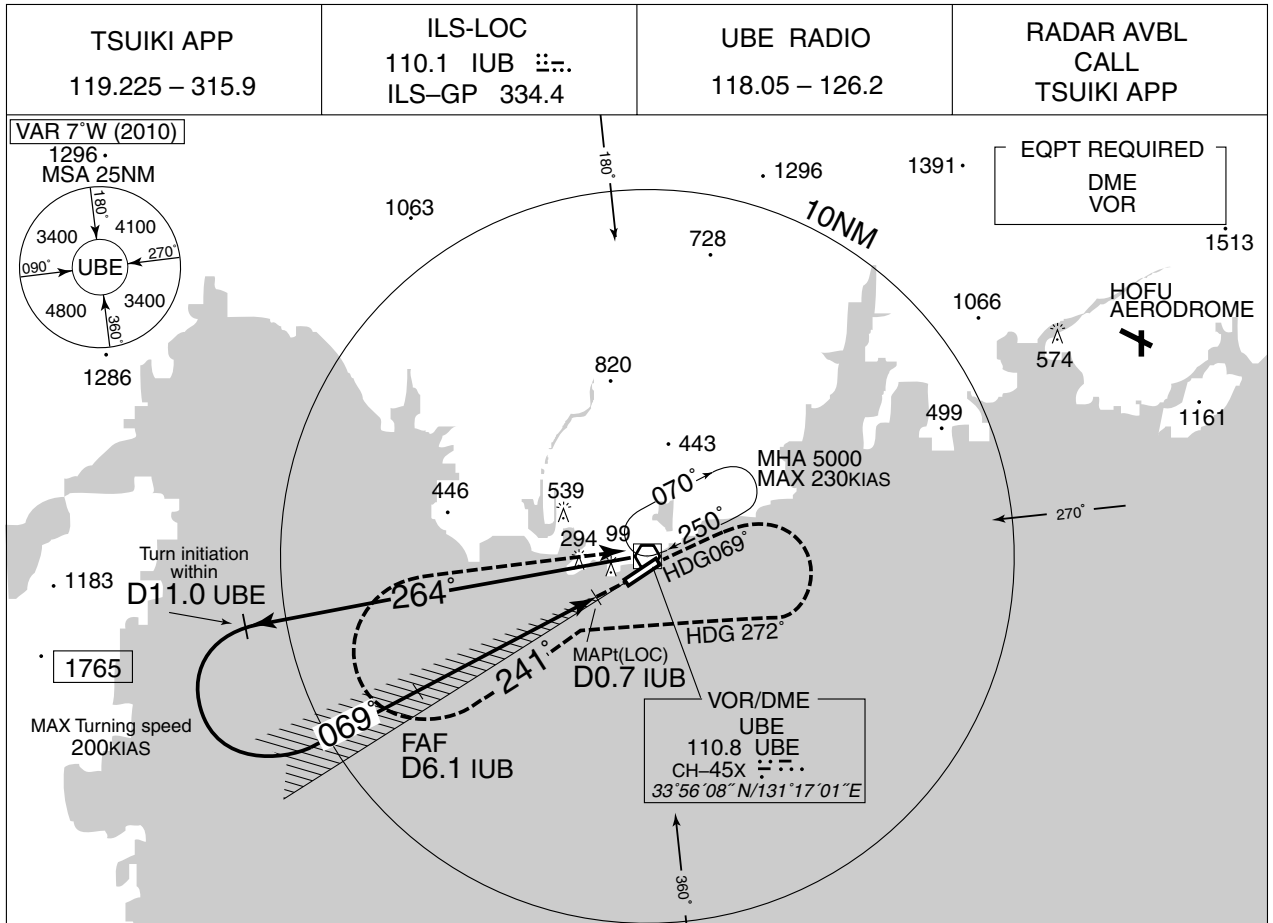 TSUIKI APP
119.225 – 315.9
ILS-LOC
110.1 IUB
ILS–GP 334.4
UBE RADIO
118.05 – 126.2
RADAR AVBL
CALL
TSUIKI APP
VAR 7°W (2010)
1296
MSA 25NM
180°
3400
4100
090°
UBE
270°
4800
3400
360°
1286
1063
180°
1296
1391
EQPT REQUIRED
DME
VOR
10NM
728
1513
1066
HOFU
AERODROME
574
820
1161
499
443
MHA 5000
MAX 230KIAS
070°
446
539
250°
294
99
HDG069°
270°
Turn initiation
within
D11.0 UBE
1183
264°
HDG 272°
241°
MAPt(LOC)
D0.7 IUB
1765
MAX Turning speed
200KIAS
069°
FAF
D6.1 IUB
VOR/DME
UBE
110.8 UBE
CH–45X
33°56´08˝ N/131°17´01˝E
360°